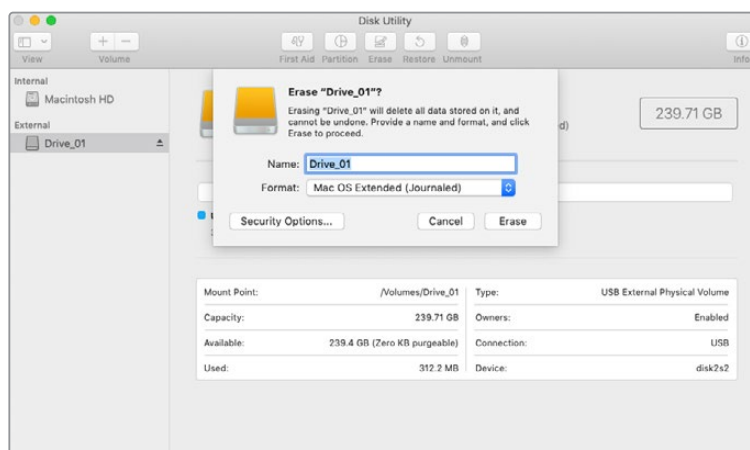 Disk Utility
View
Volume
First Aid
Partition
Erase
Restore
Unmount
Info
Internal
Macintosh HD
External
Drive_01
Erase “Drive_01”?
Erasing “Drive_01” will delete all data stored on it, and
cannot be undone. Provide a name and format, and click
Erase to proceed.
Name: Drive_01
Format: Mac OS Extended (Journaled)
Security Options...
Cancel
Erase
d)
239.71 GB
Mount Point: /Volumes/Drive_01
Type: USB External Physical Volume
Capacity: 239.71 GB
Owners: Enabled
Available: 239.4 GB (Zero KB purgeable)
Connection: USB
Used: 312.2 MB
Device: disk2s2